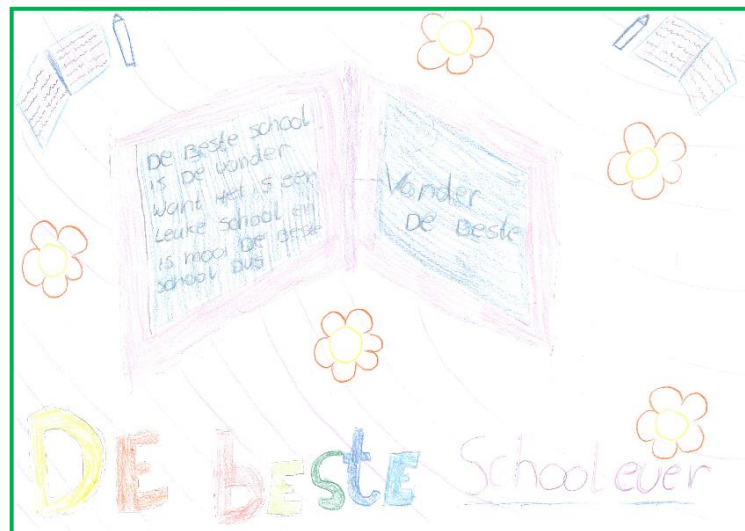 De Beste school
is De vonder
want Het is een
Leuke school en
is mooi De Beste
school Dus
Vonder
De Beste
DE bESTE School ever